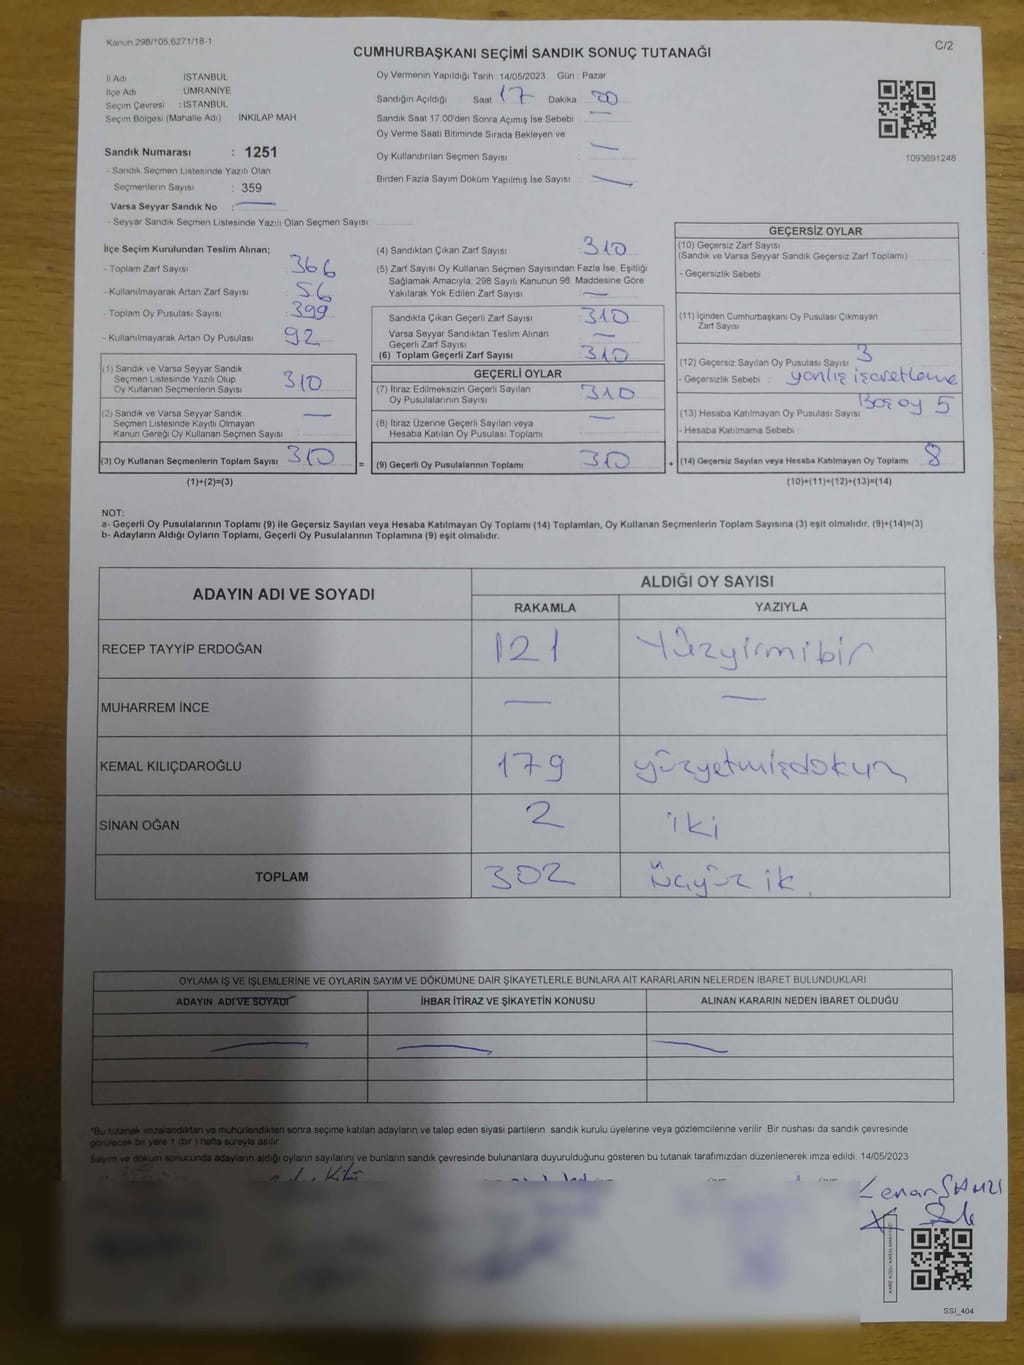 Kanun 298/*105,6271/18-1
C/2
CUMHURBAŞKANI SEÇİMİ SANDIK SONUÇ TUTANAĞI
İl Adı İSTANBUL
İlçe Adı ÜMRANİYE
Seçim Çevresi : İSTANBUL
Seçim Bölgesi (Mahalle Adı) İNKILAP MAH
Sandık Numarası : 1251
- Sandık Seçmen Listesinde Yazılı Olan
Seçmenlerin Sayısı : 359
Varsa Seyyar Sandık No :
- Seyyar Sandık Seçmen Listesinde Yazılı Olan Seçmen Sayısı
Oy Vermenin Yapıldığı Tarih 14/05/2023 Gün : Pazar
Sandığın Açıldığı Saat 17 Dakika 00
Sandık Saat 17.00'den Sonra Açımış İse Sebebi
Oy Verme Saati Bitiminde Sırada Bekleyen ve
Oy Kullandırılan Seçmen Sayısı
Birden Fazla Sayım Döküm Yapılmış İse Sayısı
1093691248
İlçe Seçim Kurulundan Teslim Alınan;
- Toplam Zarf Sayısı 366
- Kullanılmayarak Artan Zarf Sayısı 56
- Toplam Oy Pusulası Sayısı 399
- Kullanılmayarak Artan Oy Pusulası 92
(1) Sandık ve Varsa Seyyar Sandık
Seçmen Listesinde Yazılı Olup
Oy Kullanan Seçmenlerin Sayısı 310
(2) Sandık ve Varsa Seyyar Sandık
Seçmen Listesinde Kayıtlı Olmayan
Kanun Gereği Oy Kullanan Seçmen Sayısı
(3) Oy Kullanan Seçmenlerin Toplam Sayısı 310
(1)+(2)=(3)
=
(4) Sandıktan Çıkan Zarf Sayısı 310
(5) Zarf Sayısı Oy Kullanan Seçmen Sayısından Fazla İse, Eşitliği
Sağlamak Amacıyla; 298 Sayılı Kanunun 98. Maddesine Göre
Yakılarak Yok Edilen Zarf Sayısı
Sandıkta Çıkan Geçerli Zarf Sayısı 310
Varsa Seyyar Sandıktan Teslim Alınan
Geçerli Zarf Sayısı
(6) Toplam Geçerli Zarf Sayısı 310
GEÇERLİ OYLAR
(7) İtiraz Edilmeksizin Geçerli Sayılan
Oy Pusulasının Sayısı 310
(8) İtiraz Üzerine Geçerli Sayılan veya
Hesaba Katılan Oy Pusulası Toplamı
(9) Geçerli Oy Pusulalarının Toplamı 310
+
GEÇERSİZ OYLAR
(10) Geçersiz Zarf Sayısı
(Sandık ve Varsa Seyyar Sandık Geçersiz Zarf Toplamı)
- Geçersizlik Sebebi
(11) İçinden Cumhurbaşkanı Oy Pusulası Çıkmayan
Zarf Sayısı
(12) Geçersiz Sayılan Oy Pusulası Sayısı 3
- Geçersizlik Sebebi : yanlış işaretleme
Boş oy 5
(13) Hesaba Katılmayan Oy Pusulası Sayısı
- Hesaba Katılmama Sebebi
(14) Geçersiz Sayılan veya Hesaba Katılmayan Oy Toplamı 8
(10)+(11)+(12)+(13)=(14)
NOT:
a- Geçerli Oy Pusulalarının Toplamı (9) ile Geçersiz Sayılan veya Hesaba Katılmayan Oy Toplamı (14) Toplamları, Oy Kullanan Seçmenlerin Toplam Sayısına (3) eşit olmalıdır. (9)+(14)=(3)
b- Adayların Aldığı Oyların Toplamı, Geçerli Oy Pusulalarının Toplamına (9) eşit olmalıdır.
ADAYIN ADI VE SOYADI
ALDIĞI OY SAYISI
RAKAMLA YAZIYLA
RECEP TAYYİP ERDOĞAN 121 Yüzyirmibir
MUHARREM İNCE
KEMAL KILIÇDAROĞLU 179 yüzyetmişdokuz
SİNAN OĞAN 2 iki
TOPLAM 302 üçyüz ik
OYLAMA İŞ VE İŞLEMLERİNE VE OYLARIN SAYIM VE DÖKÜMÜNE DAİR ŞİKAYETLERLE BUNLARA AİT KARARLARIN NELERDEN İBARET BULUNDUKLARI
ADAYIN ADI VE SOYADI İHBAR İTİRAZ VE ŞİKAYETİN KONUSU ALINAN KARARIN NEDEN İBARET OLDUĞU
*Bu tutanak imzalandıktan ve mühürlendikten sonra seçime katılan adayların ve talep eden siyasi partilerin sandık kurulu üyelerine veya gözlemcilerine verilir. Bir nüshası da sandık çevresinde
görülecek bir yere 1 (bir) hafta süreyle asılır.
Sayım ve döküm sonucunda adayların aldığı oyların sayılarını ve bunların sandık çevresinde bulunanlara duyurulduğunu gösteren bu tutanak tarafımızdan düzenlenerek imza edildi. 14/05/2023
Kenan ŞAMLI
SSI_404